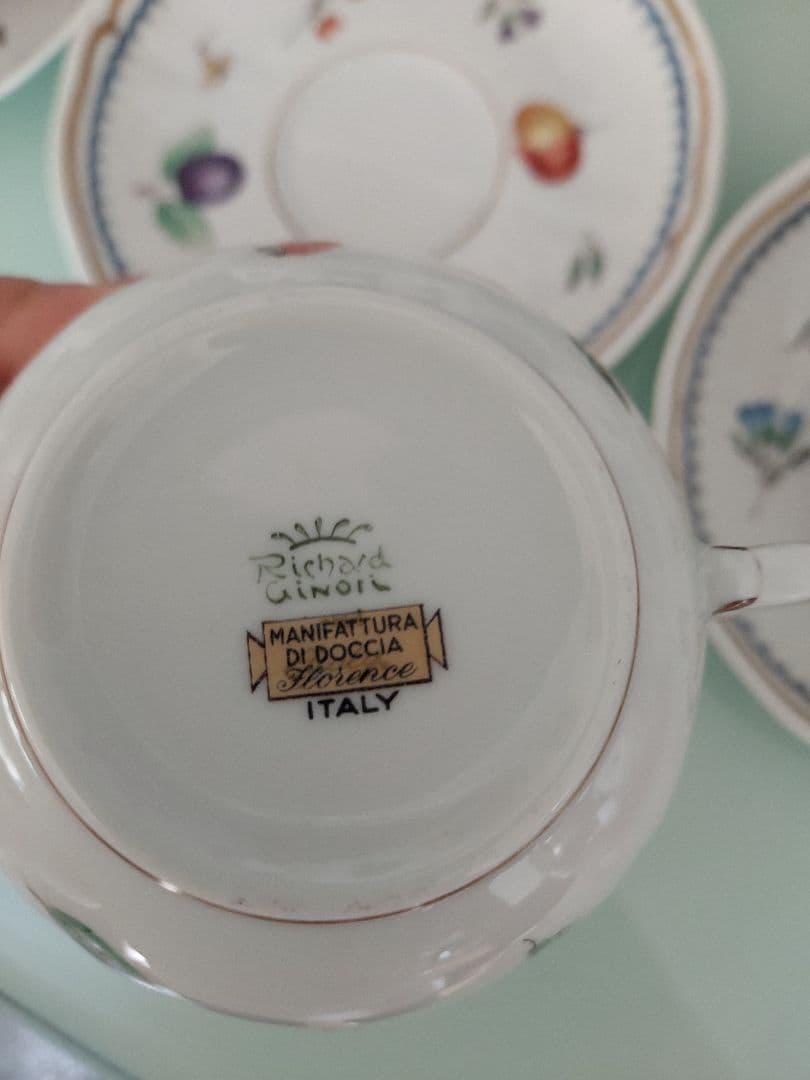 Richard
GiNORi
MANIFATTURA
DI DOCCIA
Florence
ITALY